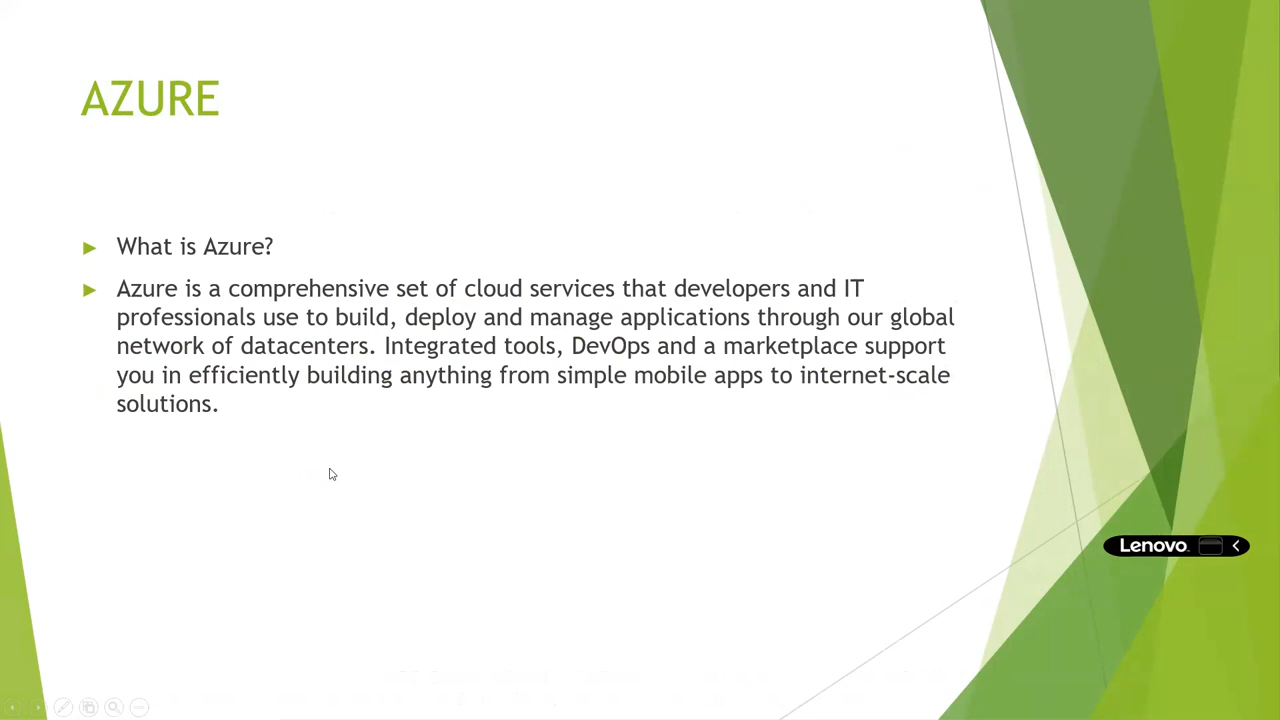 AZURE
What is Azure?
Azure is a comprehensive set of cloud services that developers and IT
professionals use to build, deploy and manage applications through our global
network of datacenters. Integrated tools, DevOps and a marketplace support
you in efficiently building anything from simple mobile apps to internet-scale
solutions.
Lenovo